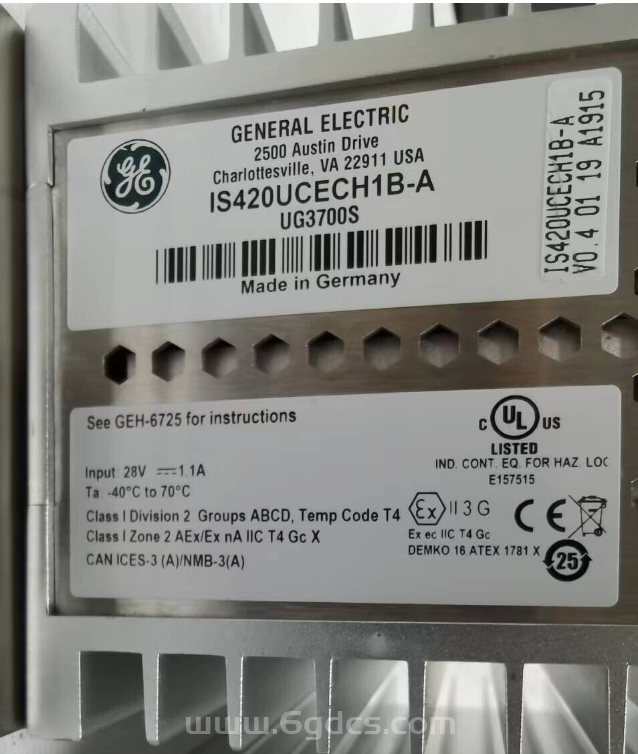 GE
GENERAL ELECTRIC
2500 Austin Drive
Charlottesville, VA 22911 USA
IS420UCECH1B-A
UG3700S
Made in Germany
IS420UCECH1B-A
V0.4 01 19 A1915
See GEH-6725 for instructions
Input: 28V ⎓1.1A
Ta: -40°C to 70°C
Class I Division 2 Groups ABCD, Temp Code T4
Class I Zone 2 AEx/Ex nA IIC T4 Gc X
CAN ICES-3 (A)/NMB-3(A)
C UL US
LISTED
IND. CONT. EQ. FOR HAZ. LOC
E157515
Ex II 3 G CE
Ex ec IIC T4 Gc
DEMKO 16 ATEX 1781 X
25
www.6gdcs.com